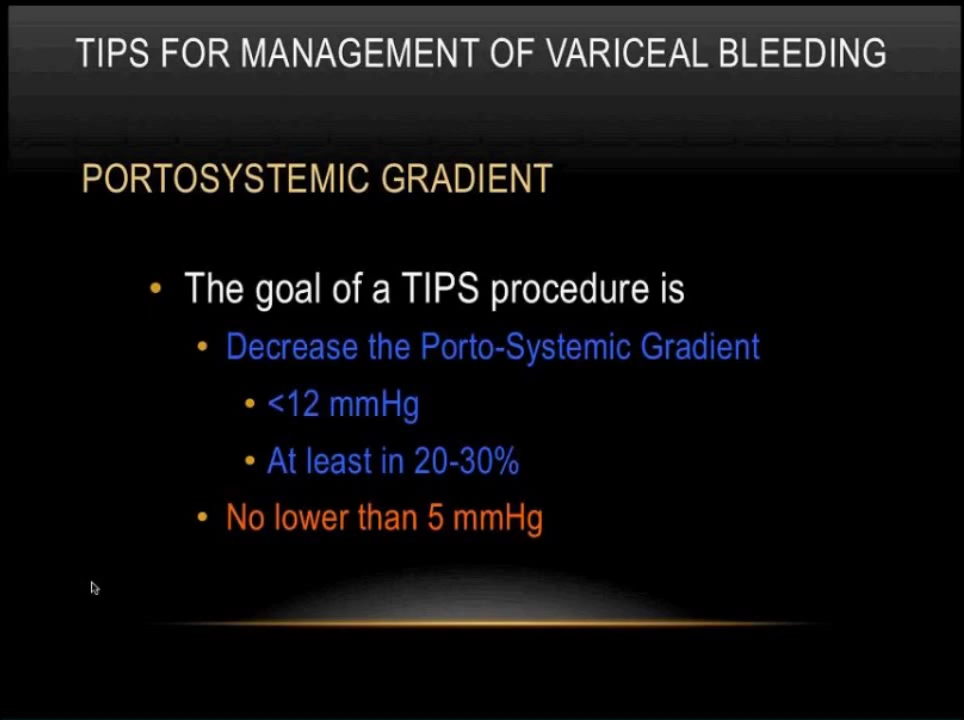 TIPS FOR MANAGEMENT OF VARICEAL BLEEDING
PORTOSYSTEMIC GRADIENT
• The goal of a TIPS procedure is
• Decrease the Porto-Systemic Gradient
• <12 mmHg
• At least in 20-30%
• No lower than 5 mmHg